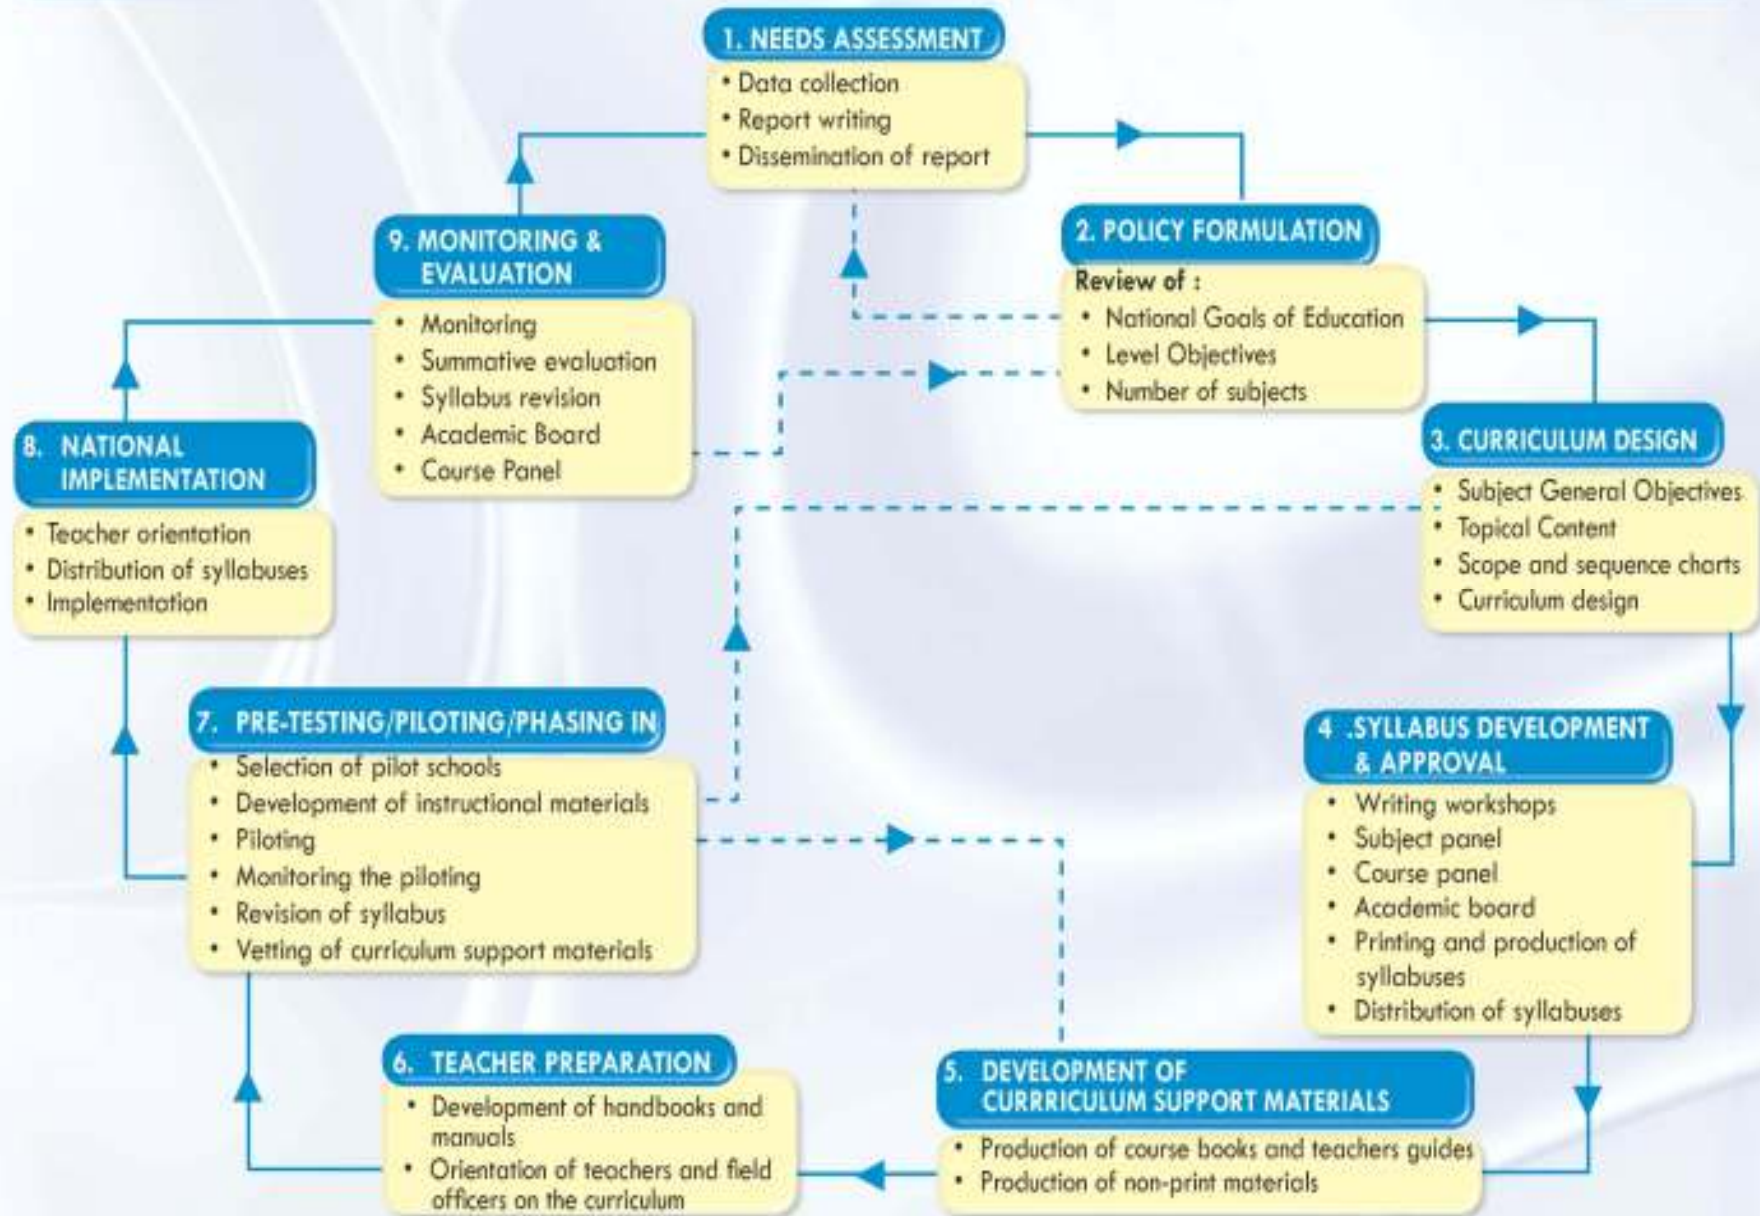 1. NEEDS ASSESSMENT
• Data collection
• Report writing
• Dissemination of report
2. POLICY FORMULATION
Review of :
• National Goals of Education
• Level Objectives
• Number of subjects
3. CURRICULUM DESIGN
• Subject General Objectives
• Topical Content
• Scope and sequence charts
• Curriculum design
4 .SYLLABUS DEVELOPMENT
& APPROVAL
• Writing workshops
• Subject panel
• Course panel
• Academic board
• Printing and production of
syllabuses
• Distribution of syllabuses
5. DEVELOPMENT OF
CURRRICULUM SUPPORT MATERIALS
• Production of course books and teachers guides
• Production of non-print materials
6. TEACHER PREPARATION
• Development of handbooks and
manuals
• Orientation of teachers and field
officers on the curriculum
7. PRE-TESTING/PILOTING/PHASING IN
• Selection of pilot schools
• Development of instructional materials
• Piloting
• Monitoring the piloting
• Revision of syllabus
• Vetting of curriculum support materials
8. NATIONAL
IMPLEMENTATION
• Teacher orientation
• Distribution of syllabuses
• Implementation
9. MONITORING &
EVALUATION
• Monitoring
• Summative evaluation
• Syllabus revision
• Academic Board
• Course Panel